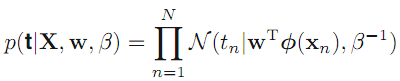 p(𝘁|X, w, β) = ∏_{n=1}^{N} 𝒩(t_n|w^T ϕ(x_n), β^{-1})